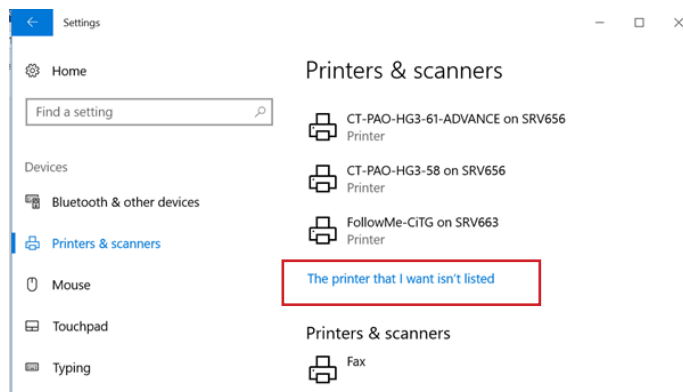 Settings
Home
Find a setting
Devices
Bluetooth & other devices
Printers & scanners
Mouse
Touchpad
Typing
Printers & scanners
CT-PAO-HG3-61-ADVANCE on SRV656
Printer
CT-PAO-HG3-58 on SRV656
Printer
FollowMe-CiTG on SRV663
Printer
The printer that I want isn't listed
Printers & scanners
Fax